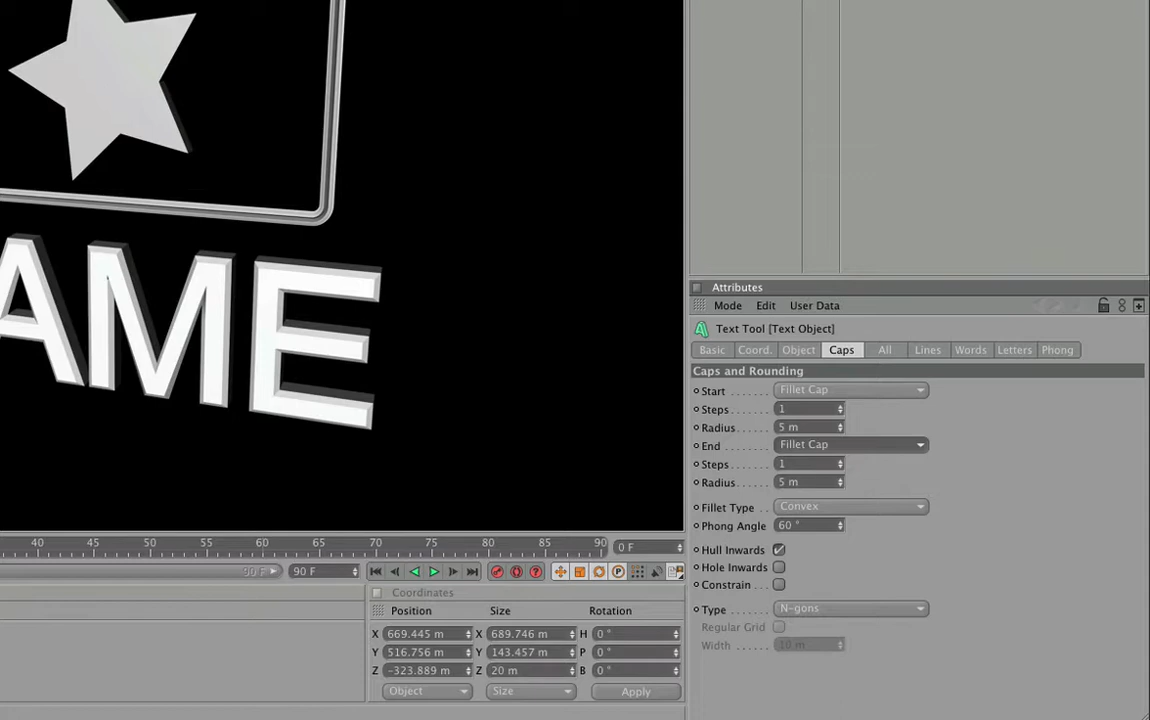 AME
Attributes
Mode Edit User Data
Text Tool [Text Object]
Basic Coord. Object Caps All Lines Words Letters Phong
Caps and Rounding
Start Fillet Cap
Steps 1
Radius 5 m
End Fillet Cap
Steps 1
Radius 5 m
Fillet Type Convex
Phong Angle 60 °
Hull Inwards
Hole Inwards
Constrain
Type N-gons
Regular Grid
Width 10 m
40 45 50 55 60 65 70 75 80 85 90 0 F
90 F 90 F
Coordinates
Position Size Rotation
X 669.445 m X 689.746 m H 0 °
Y 516.756 m Y 143.457 m P 0 °
Z -323.889 m Z 20 m B 0 °
Object Size Apply